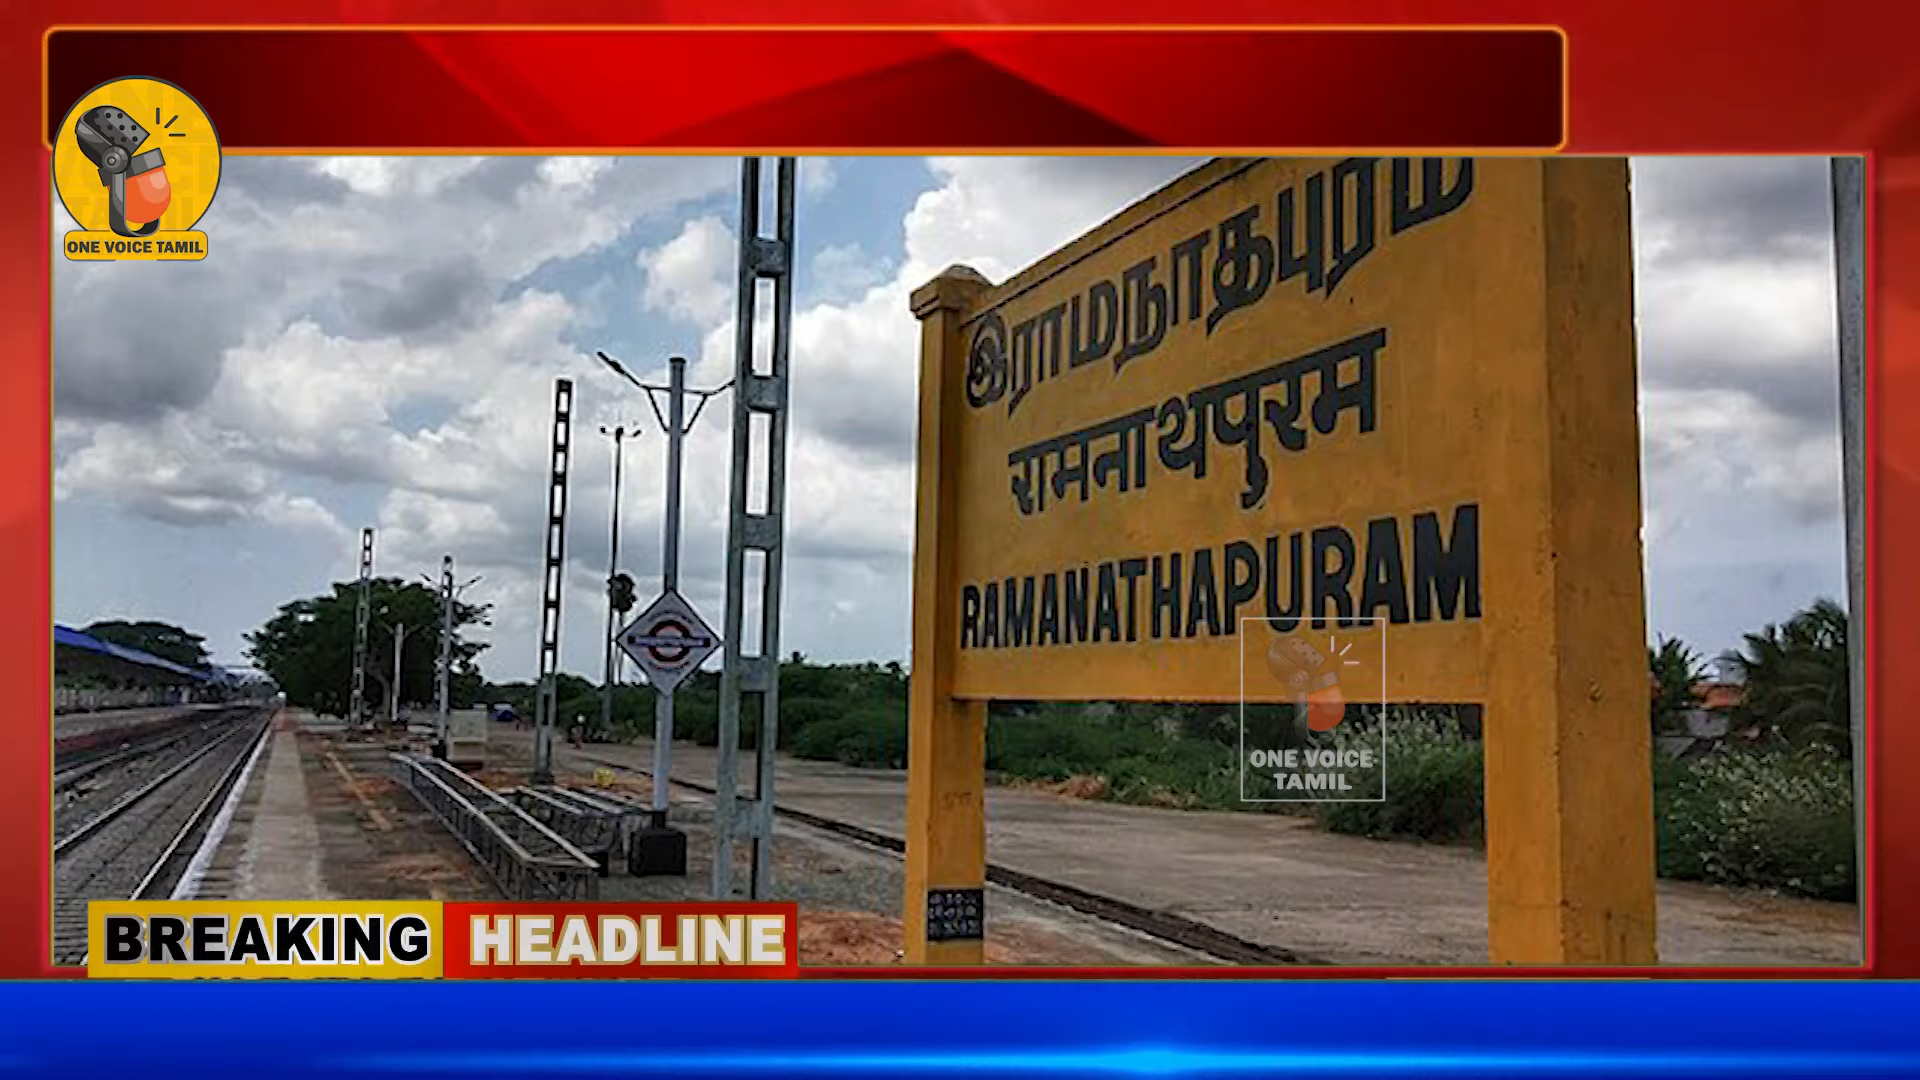 ONE VOICE TAMIL
இராமநாதபுரம்
रामनाथपुरम
RAMANATHAPURAM
ONE VOICE
TAMIL
BREAKING HEADLINE